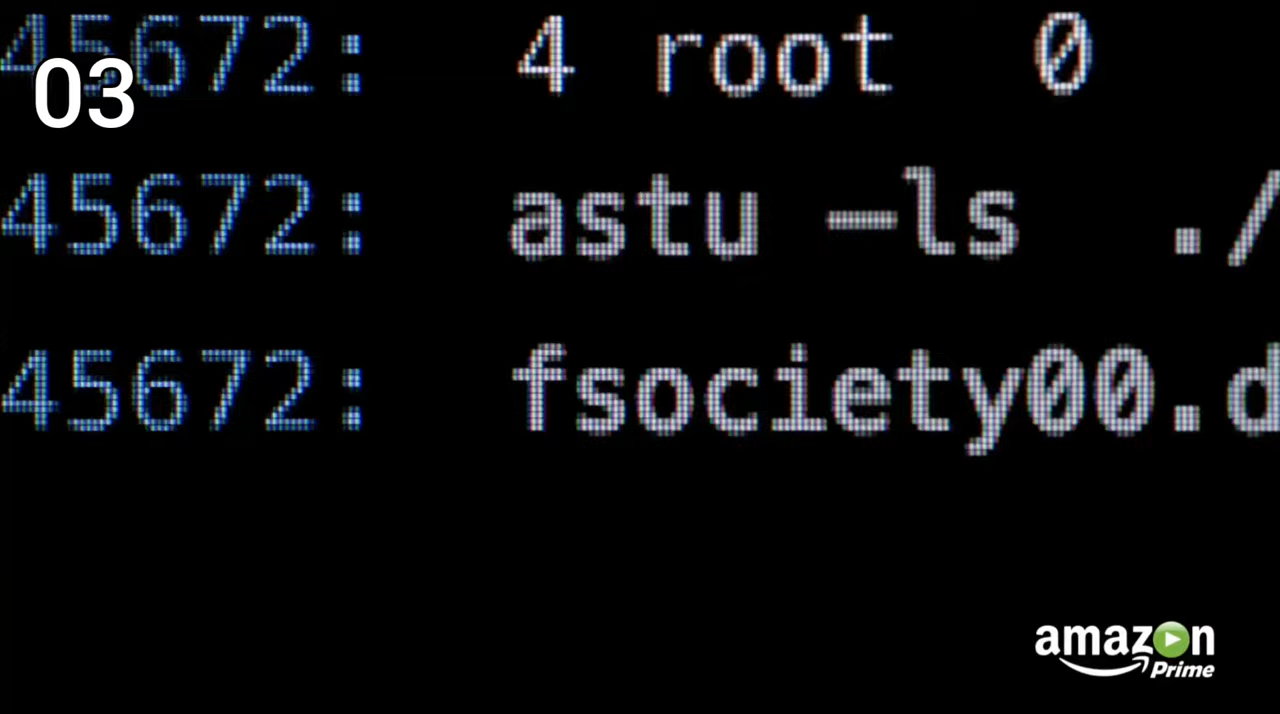 45672: 4 root 0
03
45672: astu –ls ./
45672: fsociety00.d
amazon
Prime